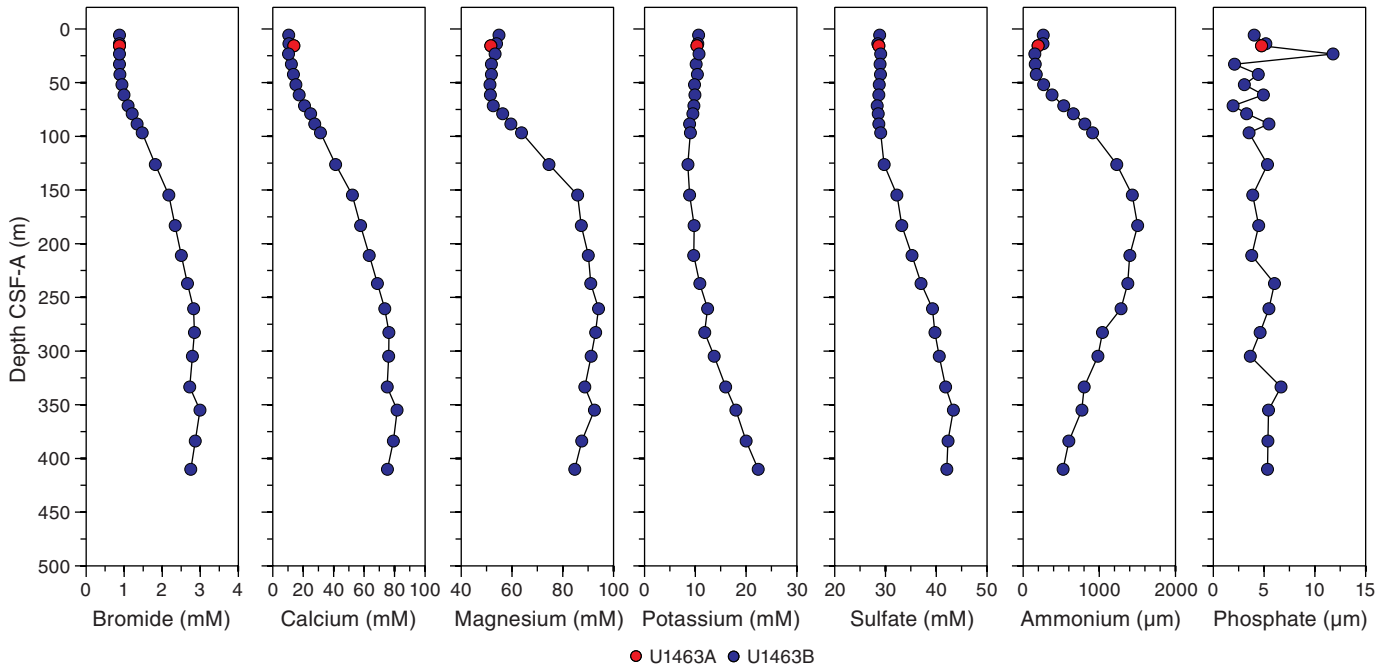 Depth CSF-A (m)
0
50
100
150
200
250
300
350
400
450
500
0 1 2 3 4
Bromide (mM)
0 20 40 60 80 100
Calcium (mM)
40 60 80 100
Magnesium (mM)
0 10 20 30
Potassium (mM)
20 30 40 50
Sulfate (mM)
0 1000 2000
Ammonium (µm)
0 5 10 15
Phosphate (µm)
U1463A U1463B